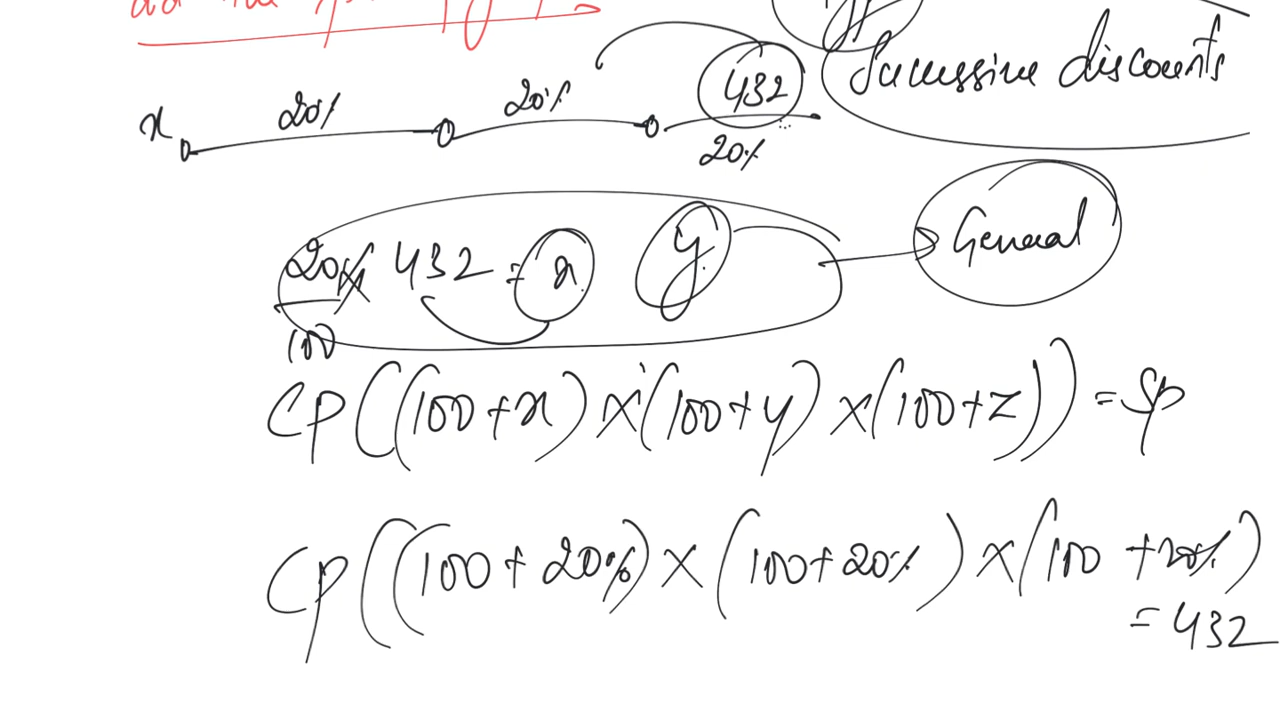 Sucessive discounts
x 20% 20% 432
20%
20% x 432 = x y General
100
CP((100+x) x (100+y) x (100+z)) = SP
CP((100+20%) x (100+20%) x (100+20%)
= 432